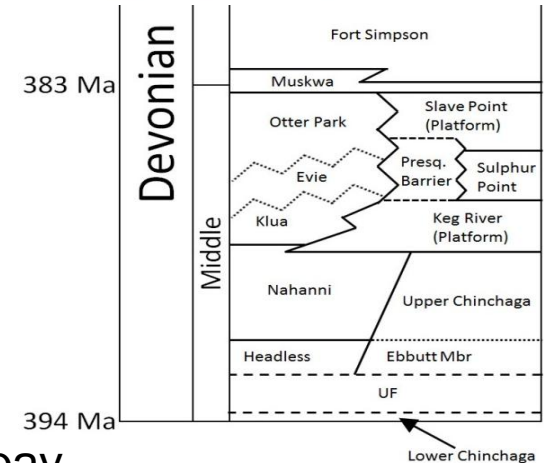 Devonian
383 Ma
394 Ma
Middle
Fort Simpson
Muskwa
Otter Park
Slave Point
(Platform)
Evie
Presq.
Barrier
Sulphur
Point
Klua
Keg River
(Platform)
Nahanni
Upper Chinchaga
Headless
Ebbutt Mbr
UF
Lower Chinchaga